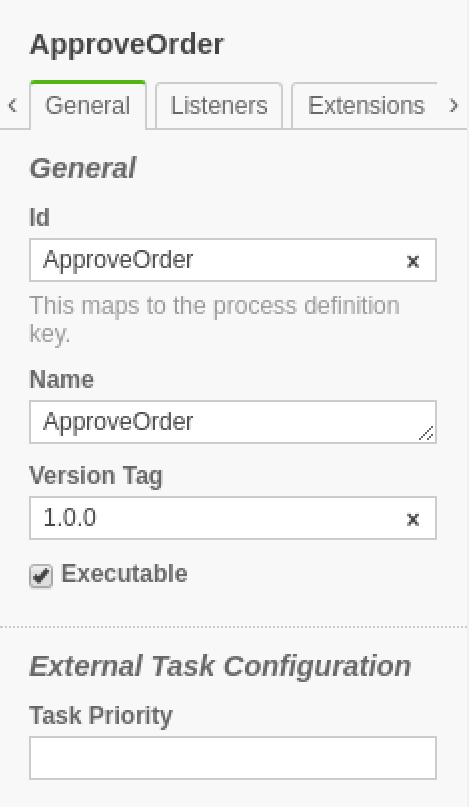 ApproveOrder
‹ General Listeners Extensions ›
General
Id
ApproveOrder ×
This maps to the process definition
key.
Name
ApproveOrder
Version Tag
1.0.0 ×
Executable
External Task Configuration
Task Priority